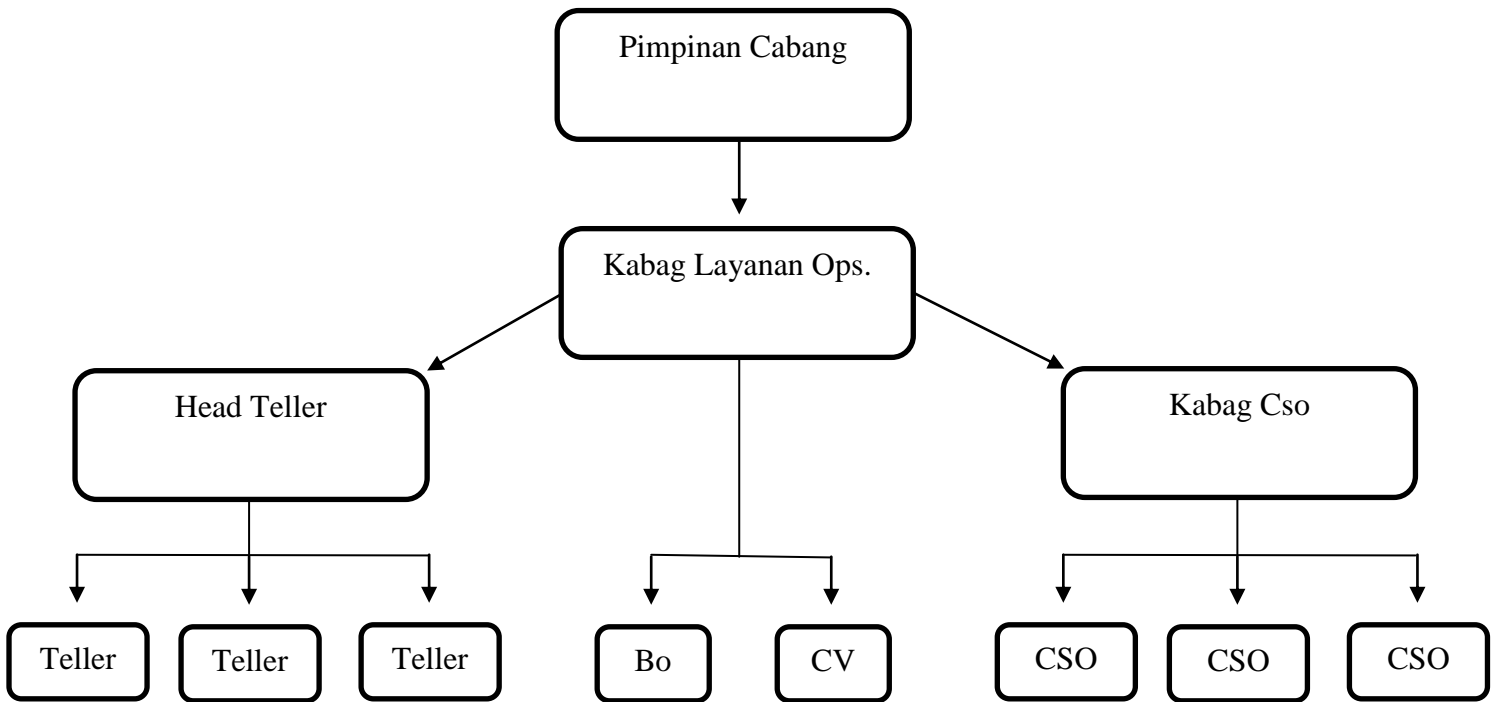 Pimpinan Cabang
Kabag Layanan Ops.
Head Teller
Kabag Cso
Teller
Teller
Teller
Bo
CV
CSO
CSO
CSO